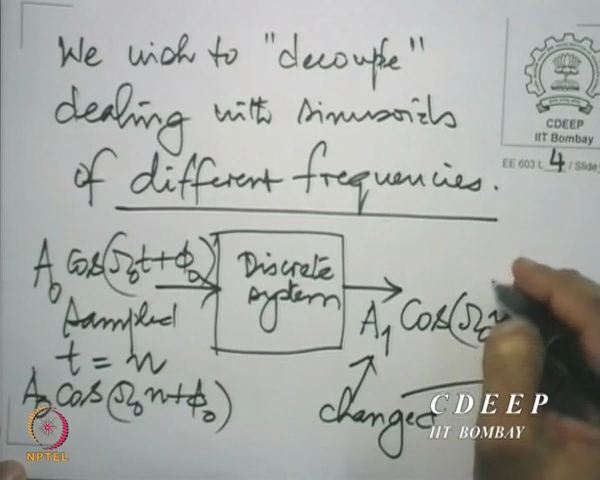 We wish to "decouple"
dealing with sinusoids
of different frequencies.
A₀ cos(Ω₀t+ϕ₀)
Sampled
t = n
A₀ cos(Ω₀n+ϕ₀)
Discrete
system
A₁ Cos(Ω₀
changed
CDEEP
IIT Bombay
EE 603 L 4 / Slide
CDEEP
IIT BOMBAY
NPTEL